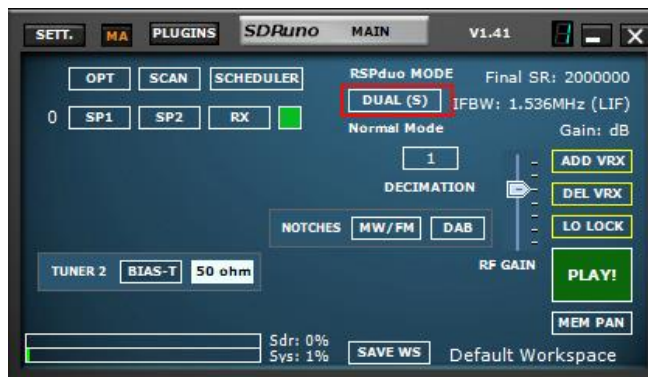 SETT. MA PLUGINS SDRuno MAIN V1.41
OPT SCAN SCHEDULER RSPduo MODE Final SR: 2000000
DUAL (S) IFBW: 1.536MHz (LIF)
0 SP1 SP2 RX Normal Mode Gain: dB
1 ADD VRX
DECIMATION DEL VRX
NOTCHES MW/FM DAB LO LOCK
TUNER 2 BIAS-T 50 ohm RF GAIN PLAY!
MEM PAN
Sdr: 0%
Sys: 1% SAVE WS Default Workspace